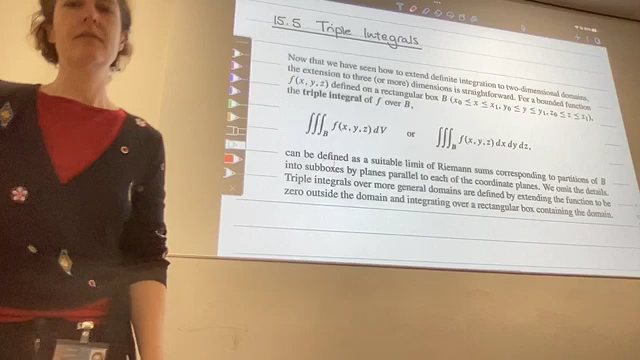 15.5 Triple Integrals
Now that we have seen how to extend definite integration to two-dimensional domains,
the extension to three (or more) dimensions is straightforward. For a bounded function
f(x, y, z) defined on a rectangular box B (x₀ ≤ x ≤ x₁, y₀ ≤ y ≤ y₁, z₀ ≤ z ≤ z₁),
the triple integral of f over B,
∭_B f(x, y, z) dV or ∭_B f(x, y, z) dx dy dz,
can be defined as a suitable limit of Riemann sums corresponding to partitions of B
into subboxes by planes parallel to each of the coordinate planes. We omit the details.
Triple integrals over more general domains are defined by extending the function to be
zero outside the domain and integrating over a rectangular box containing the domain.